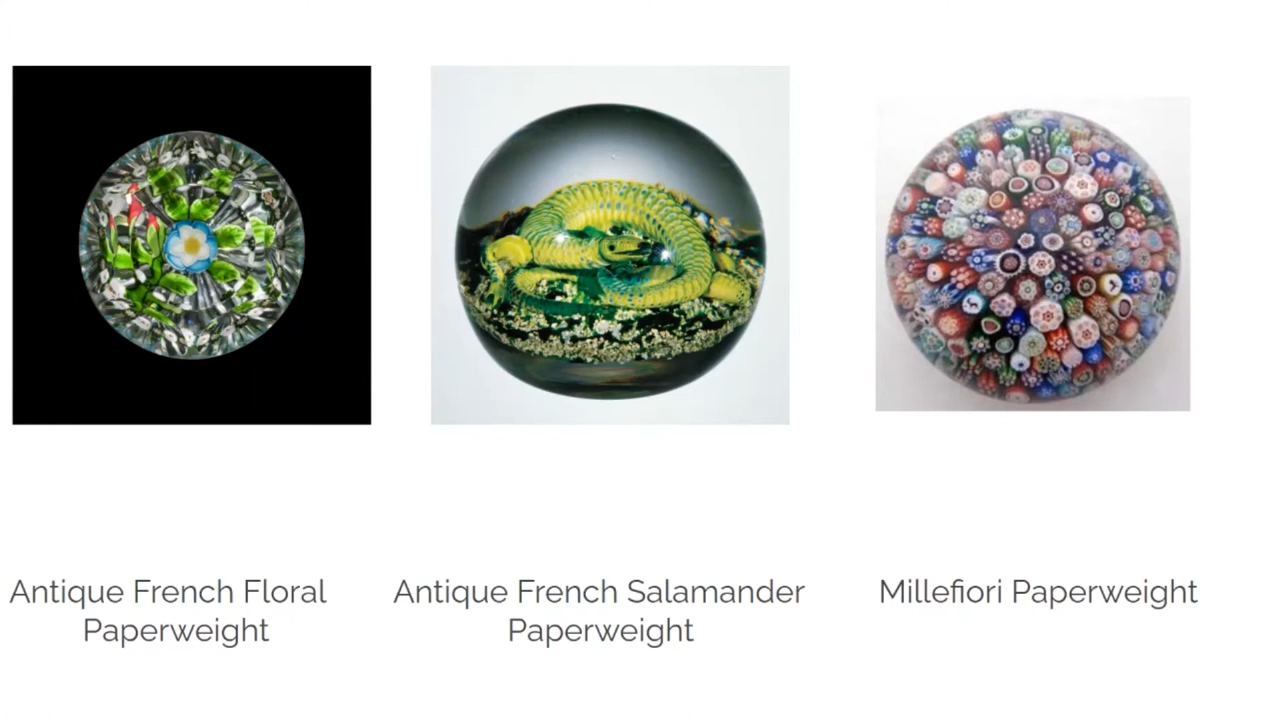 Antique French Floral
Paperweight
Antique French Salamander
Paperweight
Millefiori Paperweight